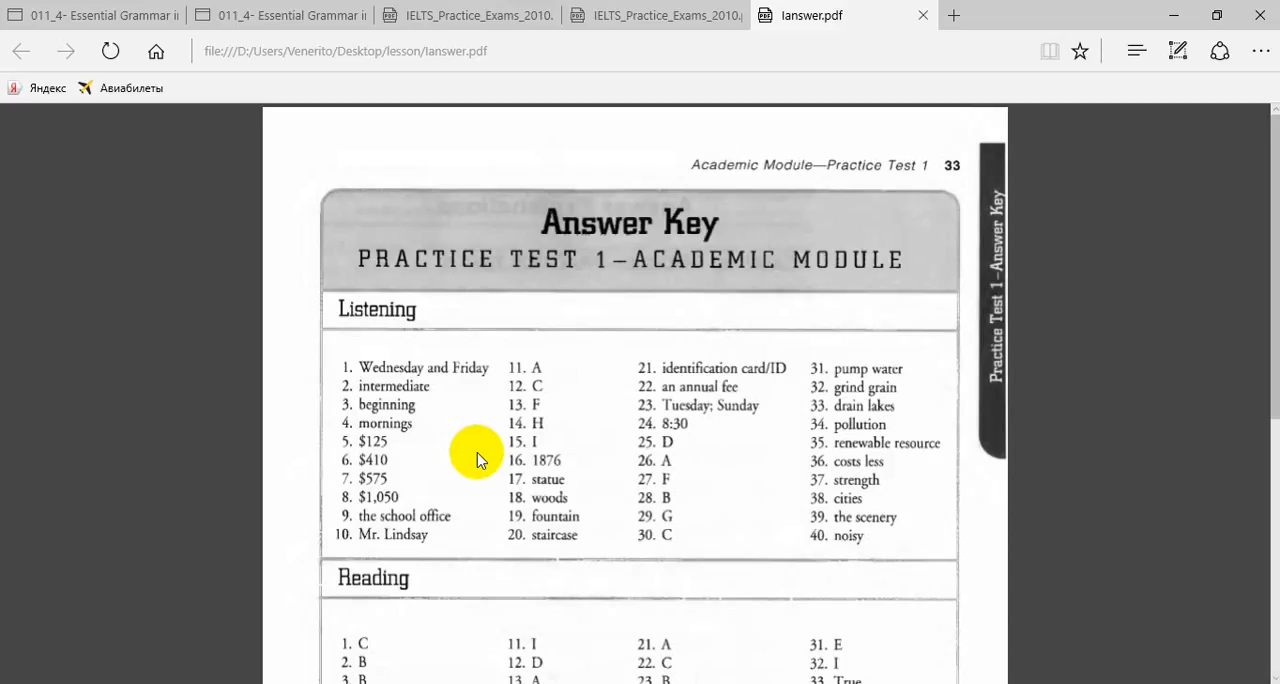 011_4- Essential Grammar i
011_4- Essential Grammar i
IELTS_Practice_Exams_2010.
IELTS_Practice_Exams_2010.
Ianswer.pdf
file:///D:/Users/Venerito/Desktop/lesson/Ianswer.pdf
Яндекс
Авиабилеты
Academic Module—Practice Test 1 33
Answer Key
PRACTICE TEST 1–ACADEMIC MODULE
Practice Test 1–Answer Key
Listening
1. Wednesday and Friday
2. intermediate
3. beginning
4. mornings
5. $125
6. $410
7. $575
8. $1,050
9. the school office
10. Mr. Lindsay
11. A
12. C
13. F
14. H
15. I
16. 1876
17. statue
18. woods
19. fountain
20. staircase
21. identification card/ID
22. an annual fee
23. Tuesday; Sunday
24. 8:30
25. D
26. A
27. F
28. B
29. G
30. C
31. pump water
32. grind grain
33. drain lakes
34. pollution
35. renewable resource
36. costs less
37. strength
38. cities
39. the scenery
40. noisy
Reading
1. C
2. B
3. B
11. I
12. D
13. A
21. A
22. C
23. B
31. E
32. I
33. True